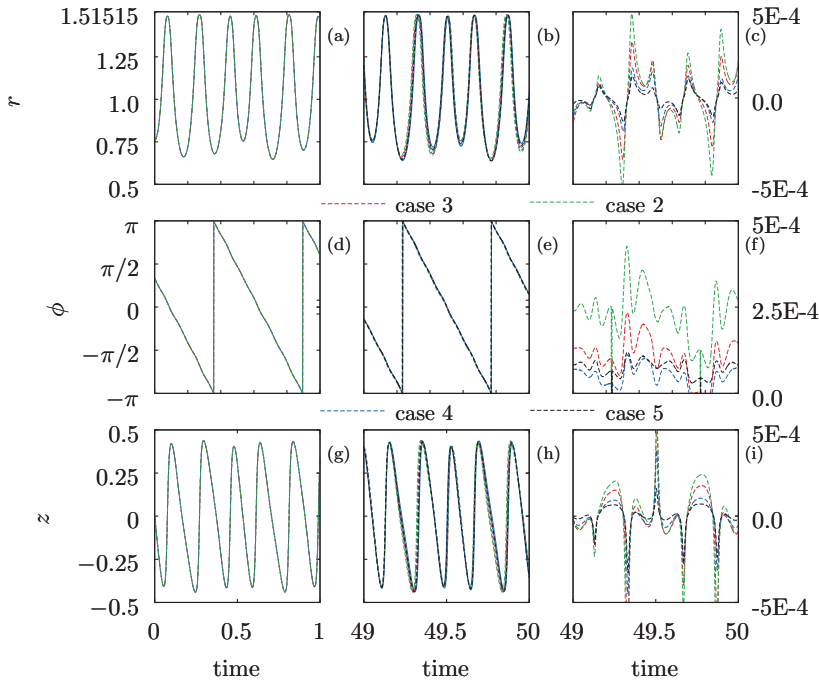 1.51515
1.25
1.0
0.75
0.5
r
(a)
(b)
(c)
5E-4
0.0
-5E-4
case 3
case 2
π
π/2
0
−π/2
−π
ϕ
(d)
(e)
(f)
5E-4
2.5E-4
0.0
case 4
case 5
0.5
0.25
0
−0.25
−0.5
z
(g)
(h)
(i)
5E-4
0.0
-5E-4
0 0.5 1 49 49.5 50 49 49.5 50
time time time